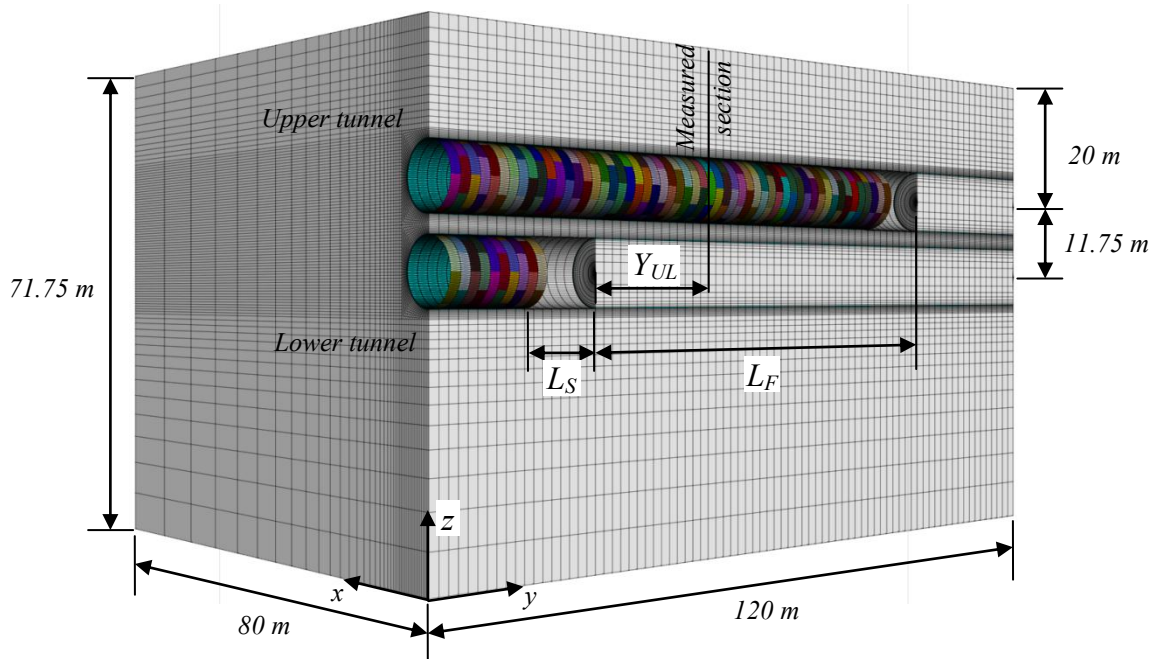 Measured
section
Upper tunnel
20 m
11.75 m
Y_UL
71.75 m
Lower tunnel
L_S
L_F
z
x
y
80 m
120 m